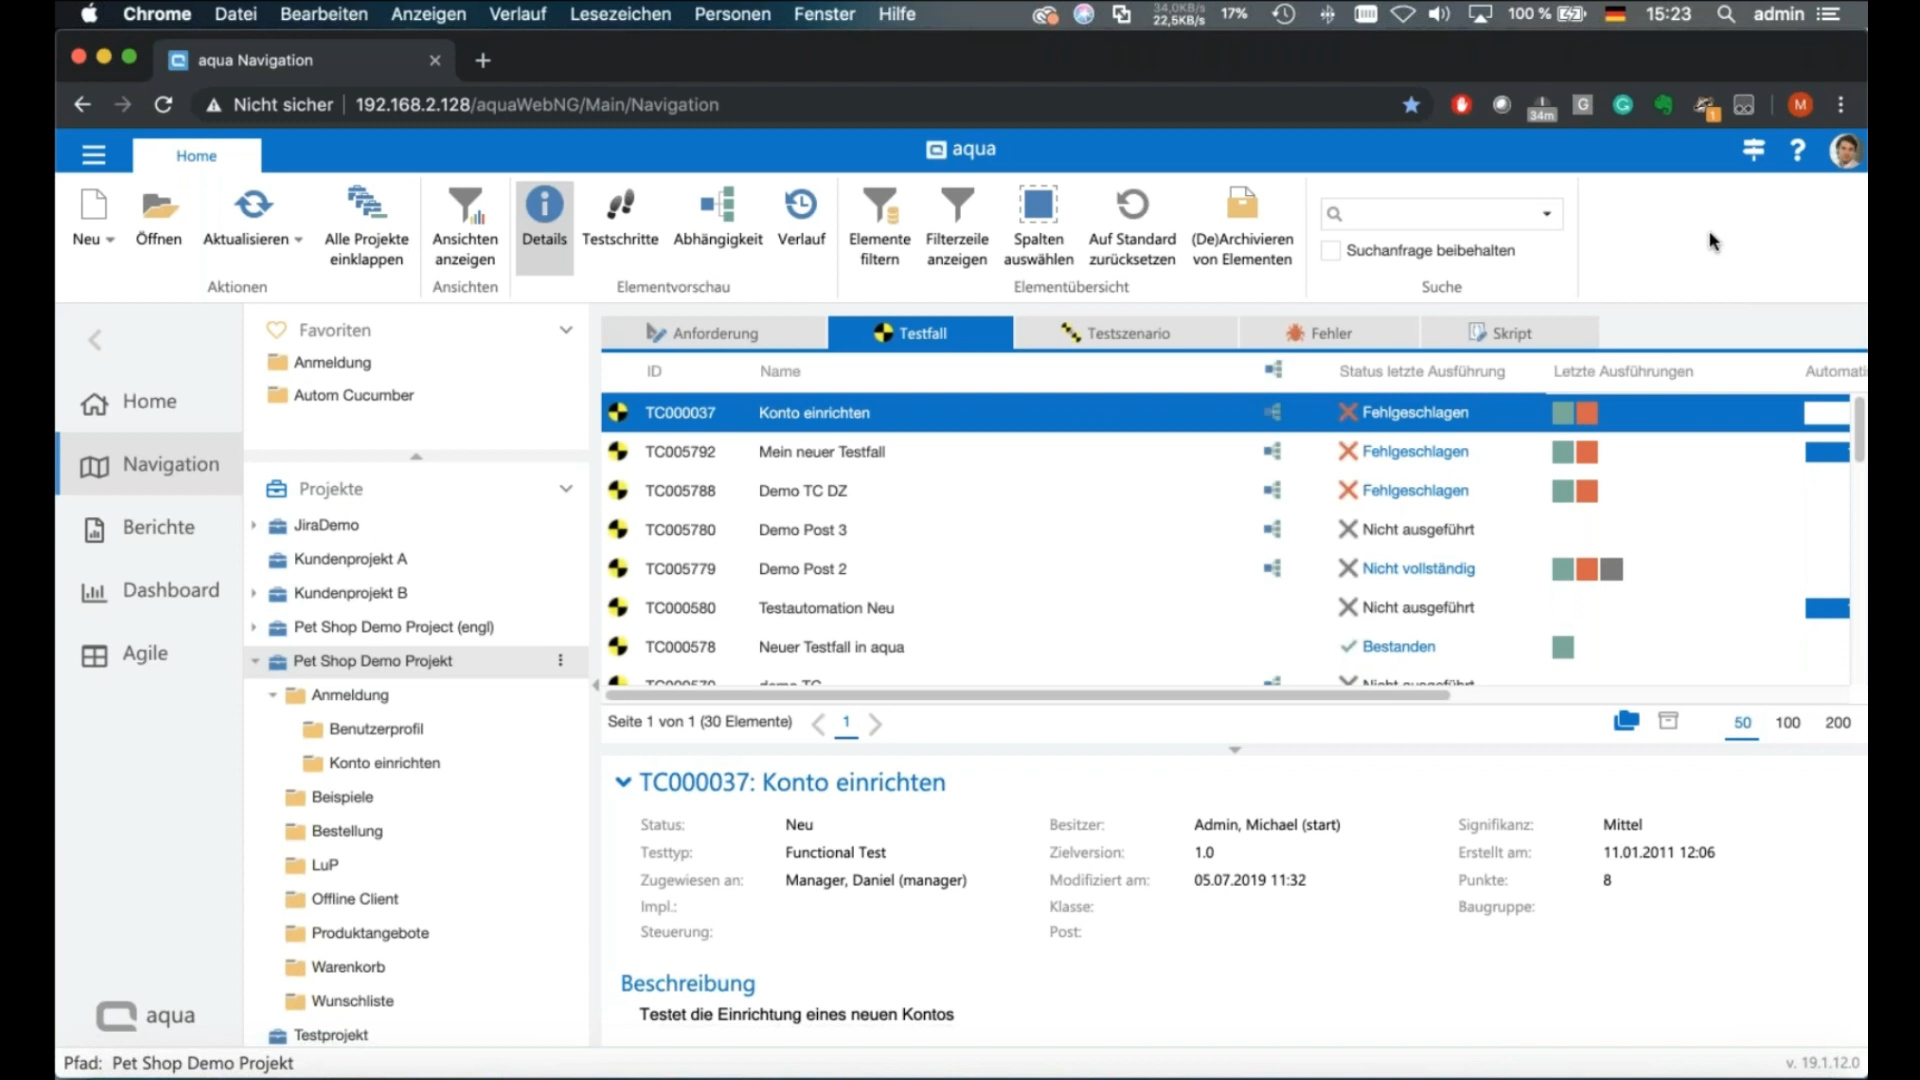 Chrome Datei Bearbeiten Anzeigen Verlauf Lesezeichen Personen Fenster Hilfe 34,0KB/s 22,5KB/s 17% 100 % 15:23 admin
aqua Navigation
Nicht sicher 192.168.2.128/aquaWebNG/Main/Navigation 34m G 1 M
Home aqua ?
Neu Öffnen Aktualisieren Alle Projekte einklappen Ansichten anzeigen Details Testschritte Abhängigkeit Verlauf Elemente filtern Filterzeile anzeigen Spalten auswählen Auf Standard zurücksetzen (De)Archivieren von Elementen Suchanfrage beibehalten
Aktionen Ansichten Elementvorschau Elementübersicht Suche
Home
Navigation
Berichte
Dashboard
Agile
aqua
Favoriten
Anmeldung
Autom Cucumber
Projekte
JiraDemo
Kundenprojekt A
Kundenprojekt B
Pet Shop Demo Project (engl)
Pet Shop Demo Projekt
Anmeldung
Benutzerprofil
Konto einrichten
Beispiele
Bestellung
LuP
Offline Client
Produktangebote
Warenkorb
Wunschliste
Testprojekt
Anforderung Testfall Testszenario Fehler Skript
ID Name Status letzte Ausführung Letzte Ausführungen Automati
TC000037 Konto einrichten Fehlgeschlagen
TC005792 Mein neuer Testfall Fehlgeschlagen
TC005788 Demo TC DZ Fehlgeschlagen
TC005780 Demo Post 3 Nicht ausgeführt
TC005779 Demo Post 2 Nicht vollständig
TC000580 Testautomation Neu Nicht ausgeführt
TC000578 Neuer Testfall in aqua Bestanden
demo TC Nicht ausgeführt
Seite 1 von 1 (30 Elemente) 1 50 100 200
TC000037: Konto einrichten
Status: Neu Besitzer: Admin, Michael (start) Signifikanz: Mittel
Testtyp: Functional Test Zielversion: 1.0 Erstellt am: 11.01.2011 12:06
Zugewiesen an: Manager, Daniel (manager) Modifiziert am: 05.07.2019 11:32 Punkte: 8
Impl.: Klasse: Baugruppe:
Steuerung: Post:
Beschreibung
Testet die Einrichtung eines neuen Kontos
Pfad: Pet Shop Demo Projekt v. 19.1.12.0